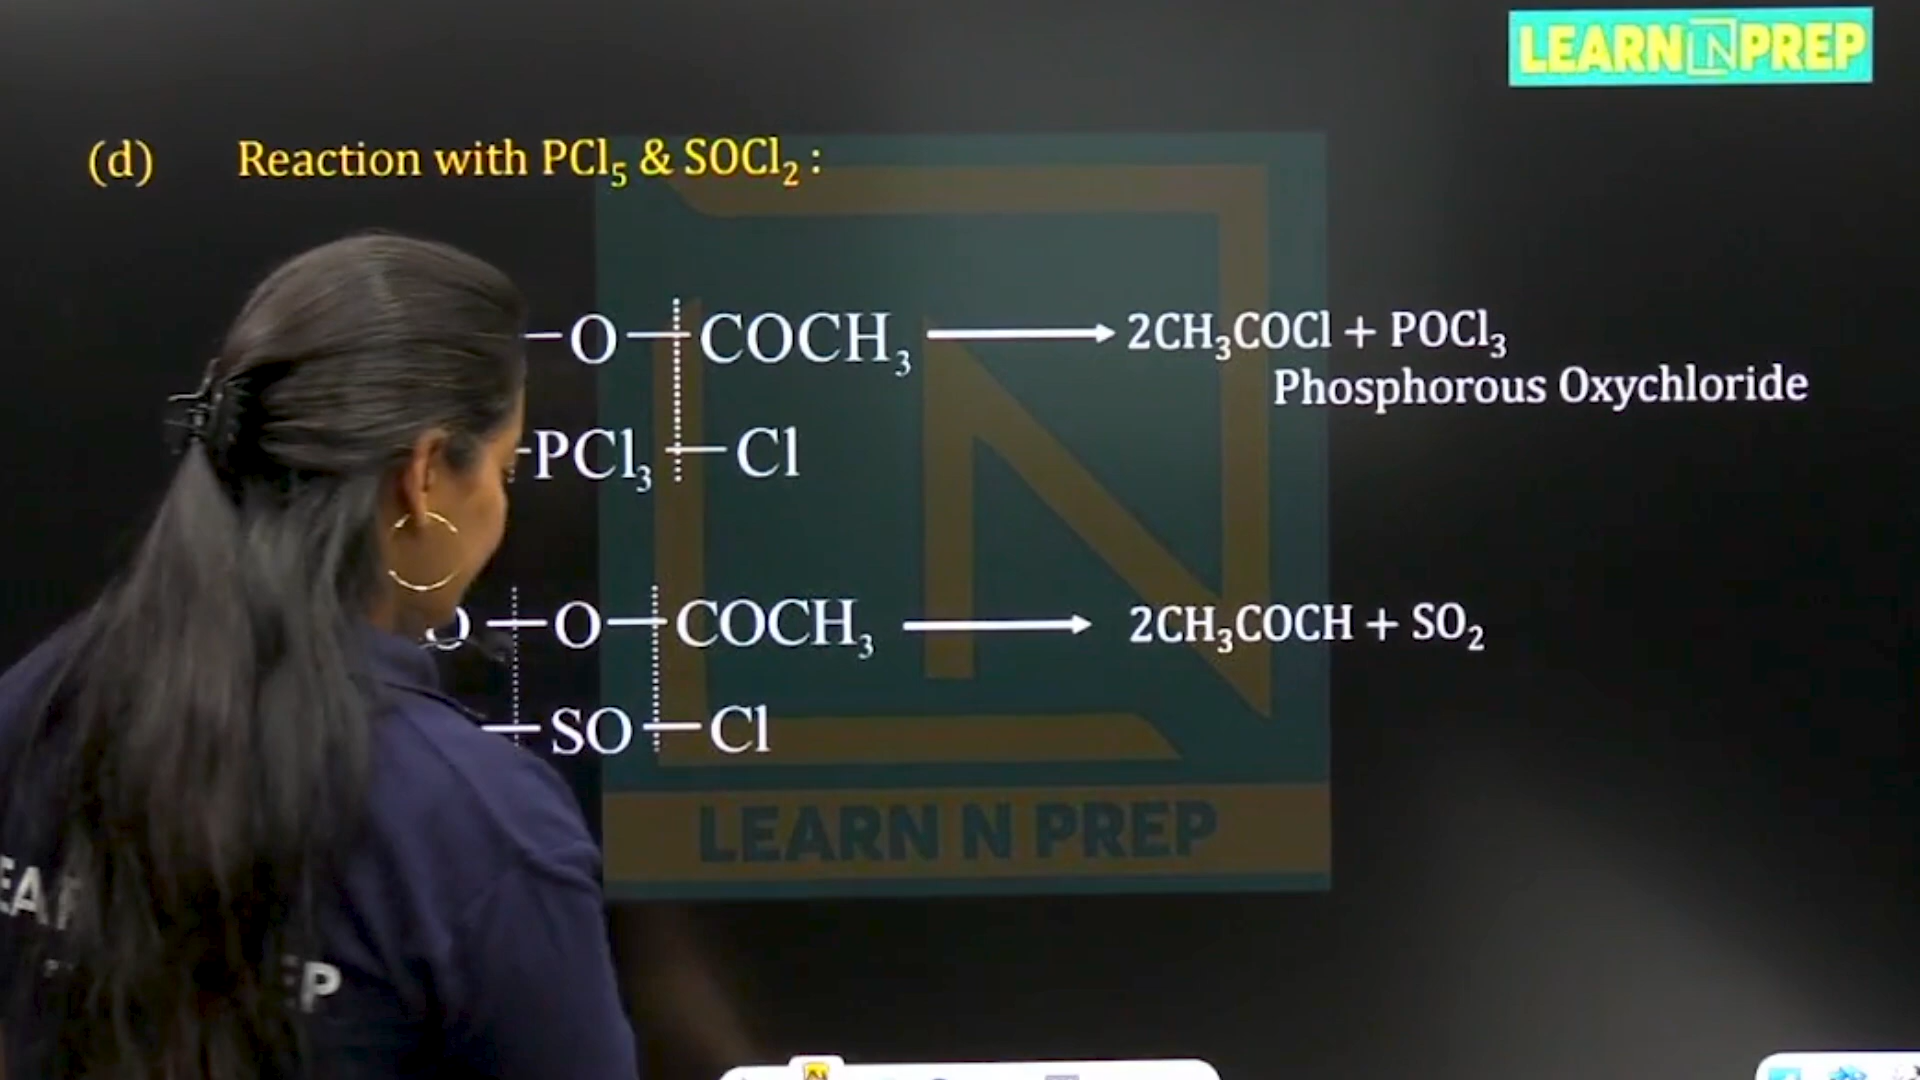 LEARN N PREP
(d) Reaction with PCl₅ & SOCl₂ :
—O—COCH₃ ⟶ 2CH₃COCl + POCl₃
Phosphorous Oxychloride
—PCl₃—Cl
O—O—COCH₃ ⟶ 2CH₃COCH + SO₂
—SO—Cl
LEARN N PREP
P